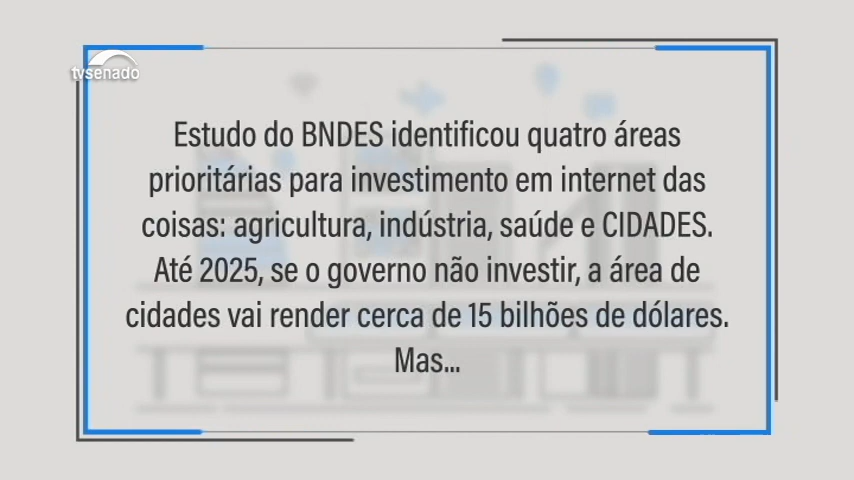 tvsenado
Estudo do BNDES identificou quatro áreas
prioritárias para investimento em internet das
coisas: agricultura, indústria, saúde e CIDADES.
Até 2025, se o governo não investir, a área de
cidades vai render cerca de 15 bilhões de dólares.
Mas...